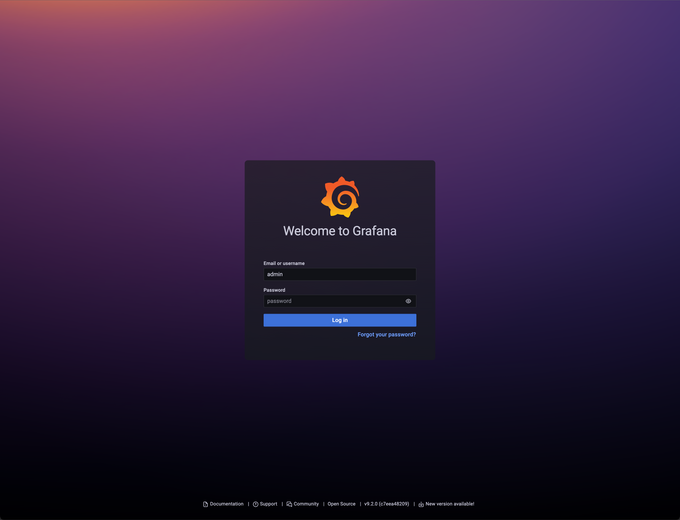 Welcome to Grafana
Email or username
admin
Password
password
Log in
Forgot your password?
Documentation | Support | Community | Open Source | v9.2.0 (c7eea48209) | New version available!